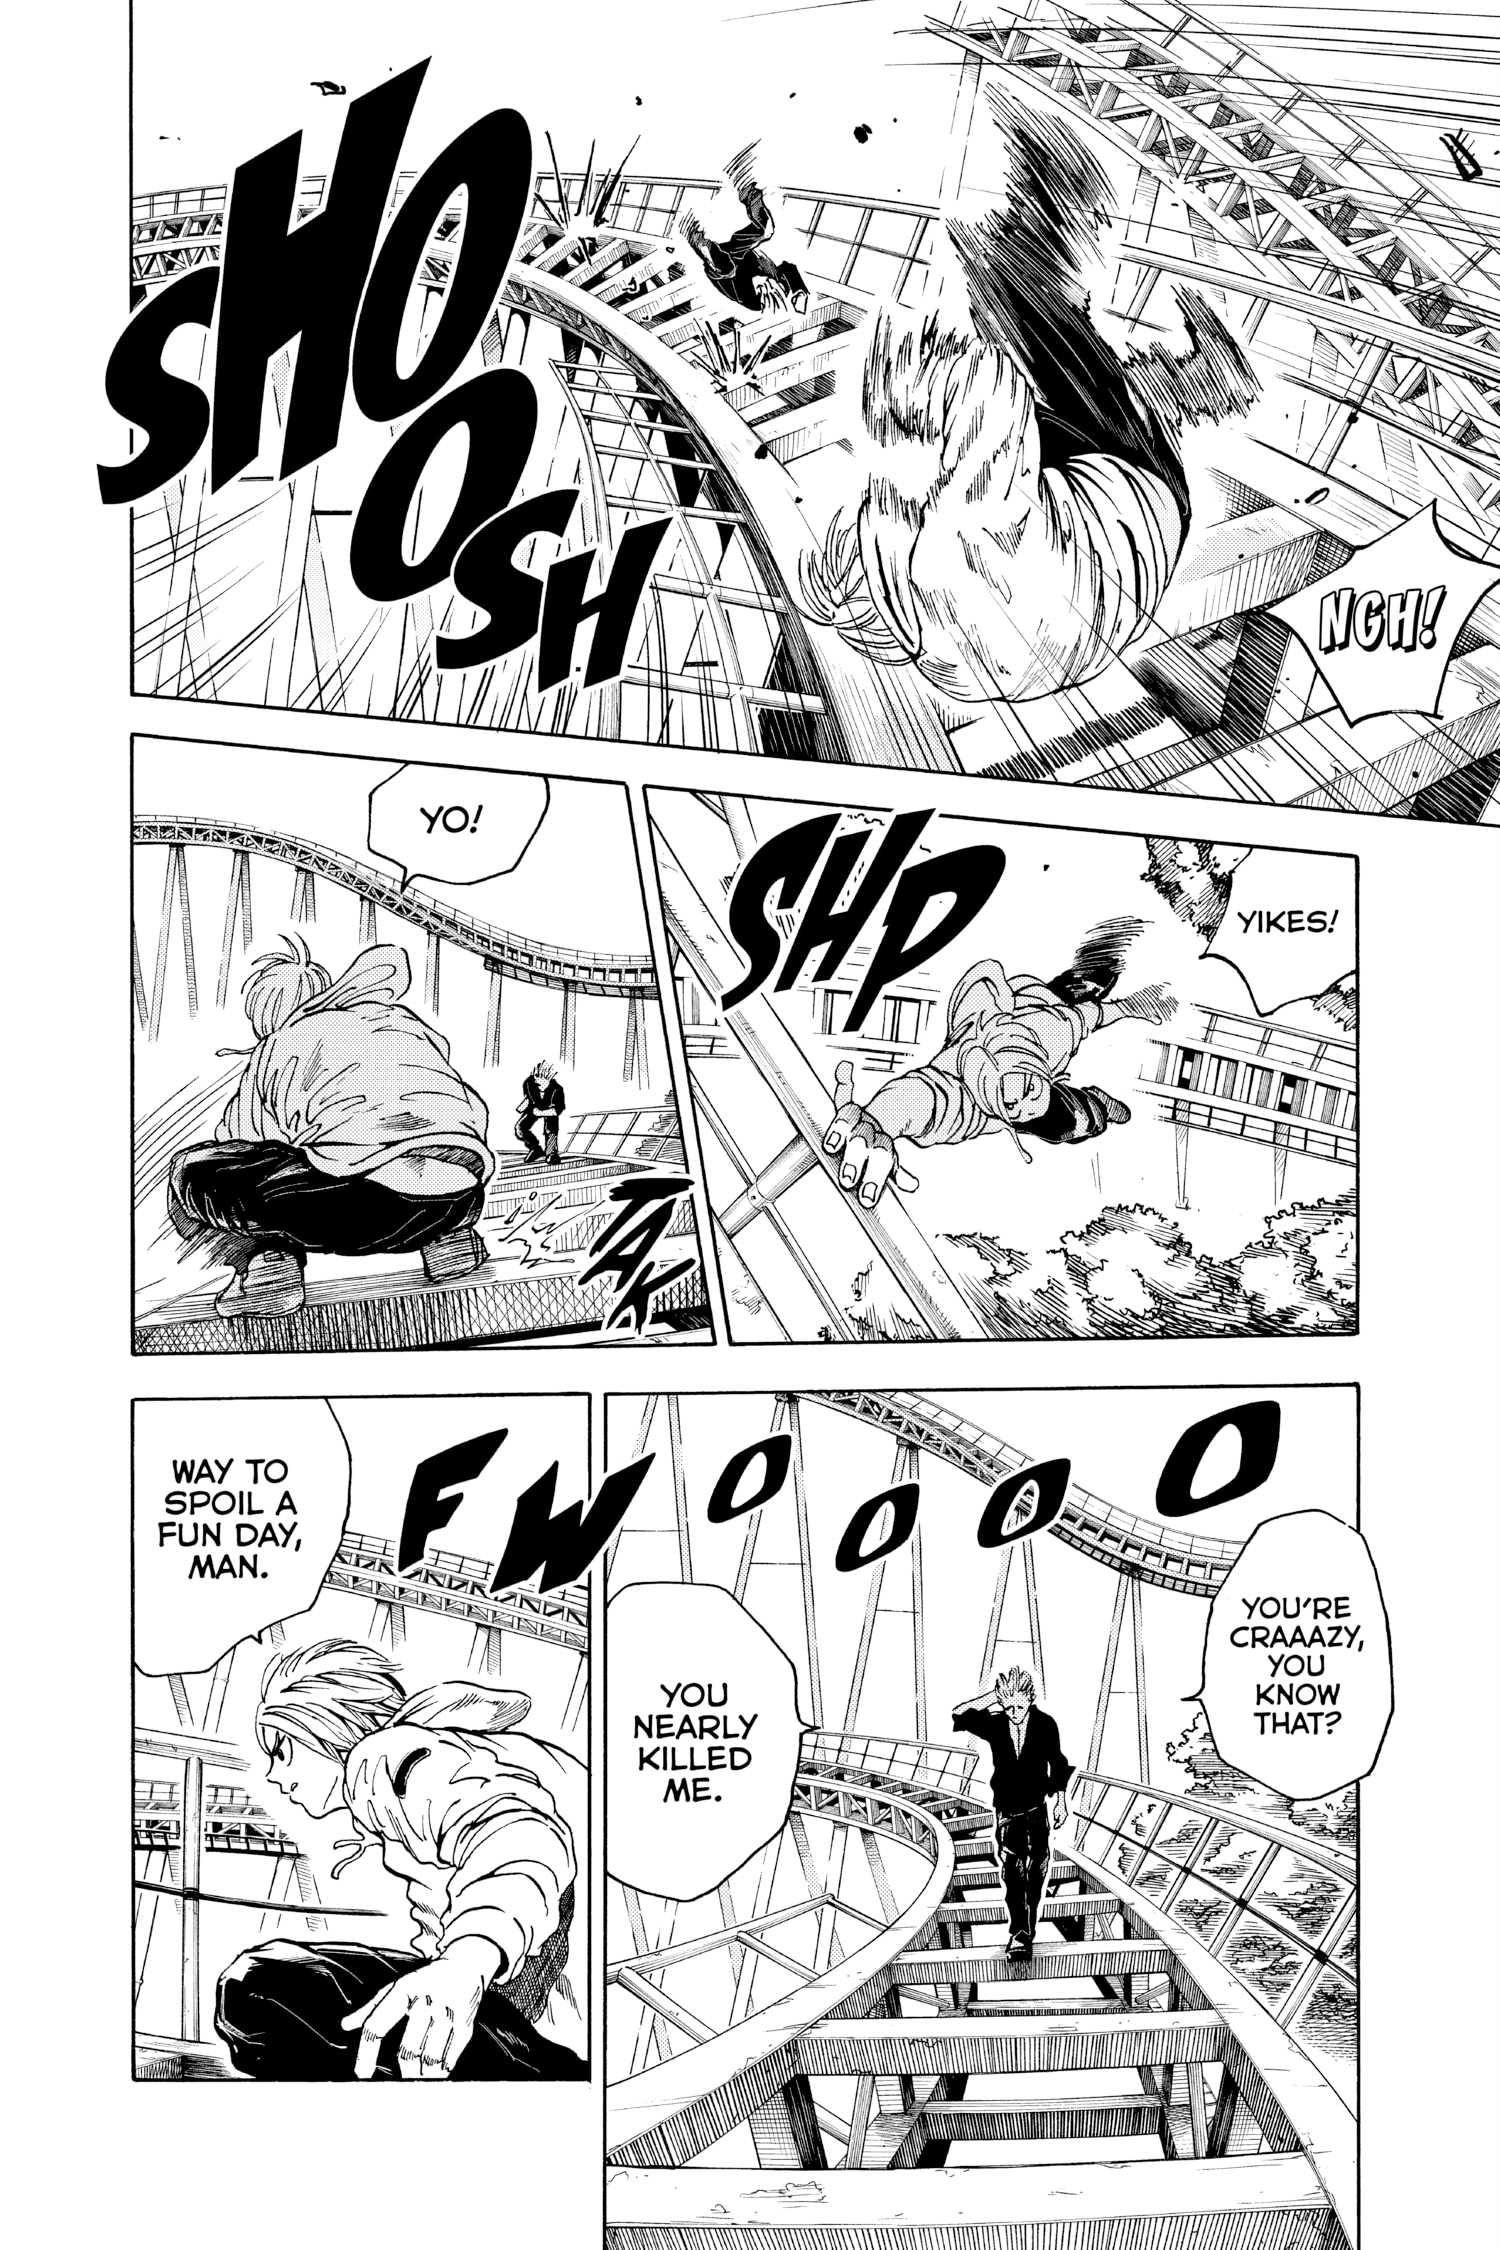 SHOOOSH
NGH!
YIKES!
SHP
YO!
TAK
YOU'RE
CRAAAZY,
YOU
KNOW
THAT?
YOU
NEARLY
KILLED
ME.
FWOOOO
WAY TO
SPOIL A
FUN DAY,
MAN.